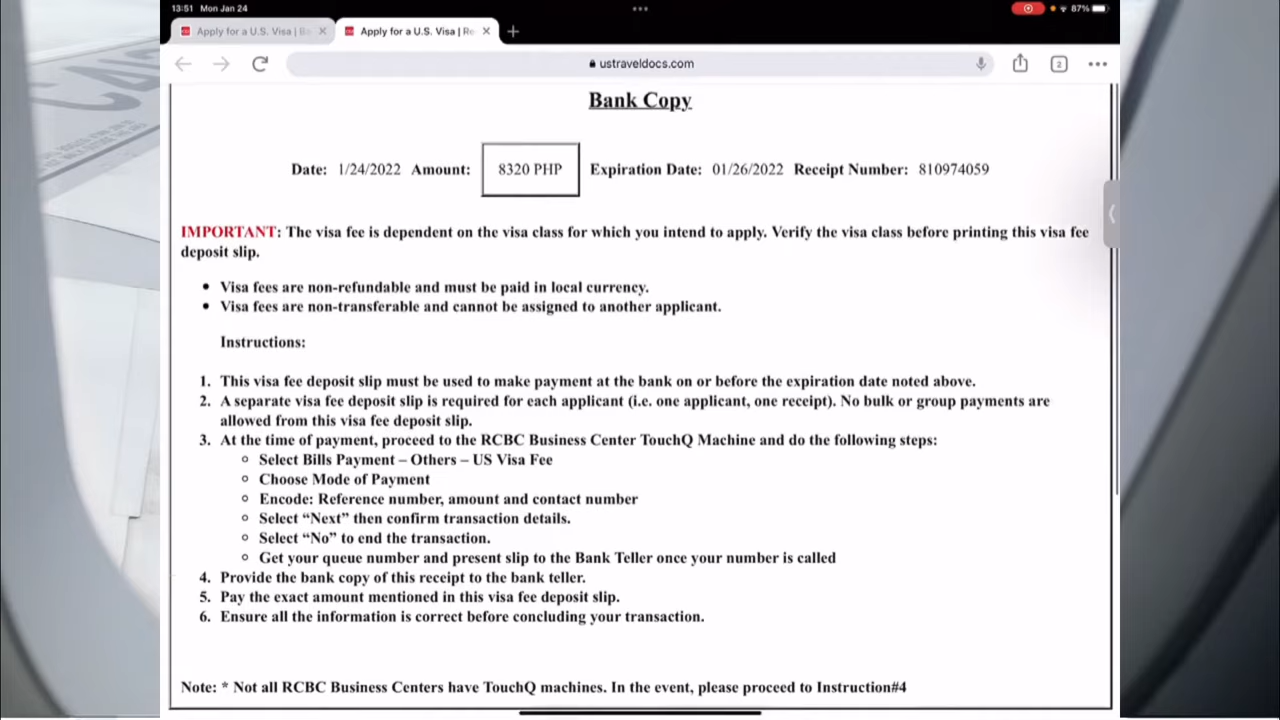 13:51 Mon Jan 24
87%
Apply for a U.S. Visa |
Apply for a U.S. Visa | Re
ustraveldocs.com
2
Bank Copy
Date: 1/24/2022 Amount: 8320 PHP Expiration Date: 01/26/2022 Receipt Number: 810974059
IMPORTANT: The visa fee is dependent on the visa class for which you intend to apply. Verify the visa class before printing this visa fee
deposit slip.
• Visa fees are non-refundable and must be paid in local currency.
• Visa fees are non-transferable and cannot be assigned to another applicant.
Instructions:
1. This visa fee deposit slip must be used to make payment at the bank on or before the expiration date noted above.
2. A separate visa fee deposit slip is required for each applicant (i.e. one applicant, one receipt). No bulk or group payments are
allowed from this visa fee deposit slip.
3. At the time of payment, proceed to the RCBC Business Center TouchQ Machine and do the following steps:
○ Select Bills Payment – Others – US Visa Fee
○ Choose Mode of Payment
○ Encode: Reference number, amount and contact number
○ Select “Next” then confirm transaction details.
○ Select “No” to end the transaction.
○ Get your queue number and present slip to the Bank Teller once your number is called
4. Provide the bank copy of this receipt to the bank teller.
5. Pay the exact amount mentioned in this visa fee deposit slip.
6. Ensure all the information is correct before concluding your transaction.
Note: * Not all RCBC Business Centers have TouchQ machines. In the event, please proceed to Instruction#4